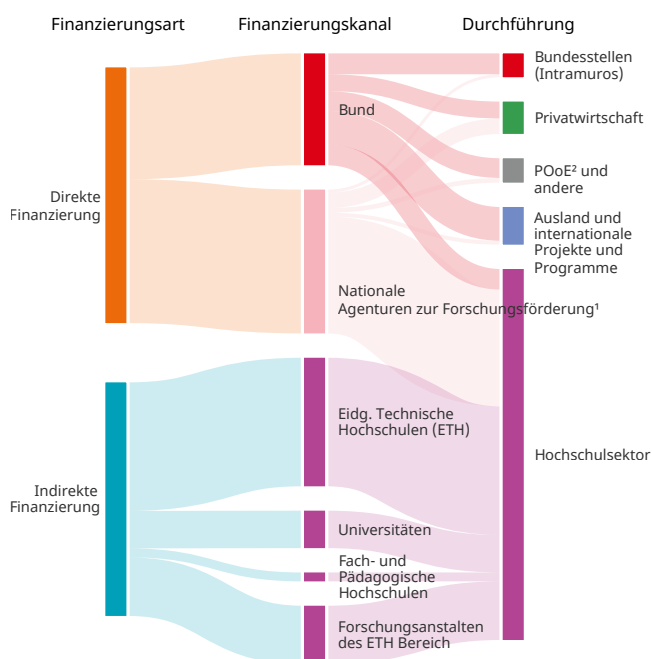 Finanzierungsart Finanzierungskanal Durchführung
Bundesstellen
(Intramuros)
Bund
Privatwirtschaft
POoE² und
andere
Direkte
Finanzierung
Ausland und
internationale
Projekte und
Programme
Nationale
Agenturen zur Forschungsförderung¹
Eidg. Technische
Hochschulen (ETH)
Hochschulsektor
Indirekte
Finanzierung
Universitäten
Fach- und
Pädagogische
Hochschulen
Forschungsanstalten
des ETH Bereich